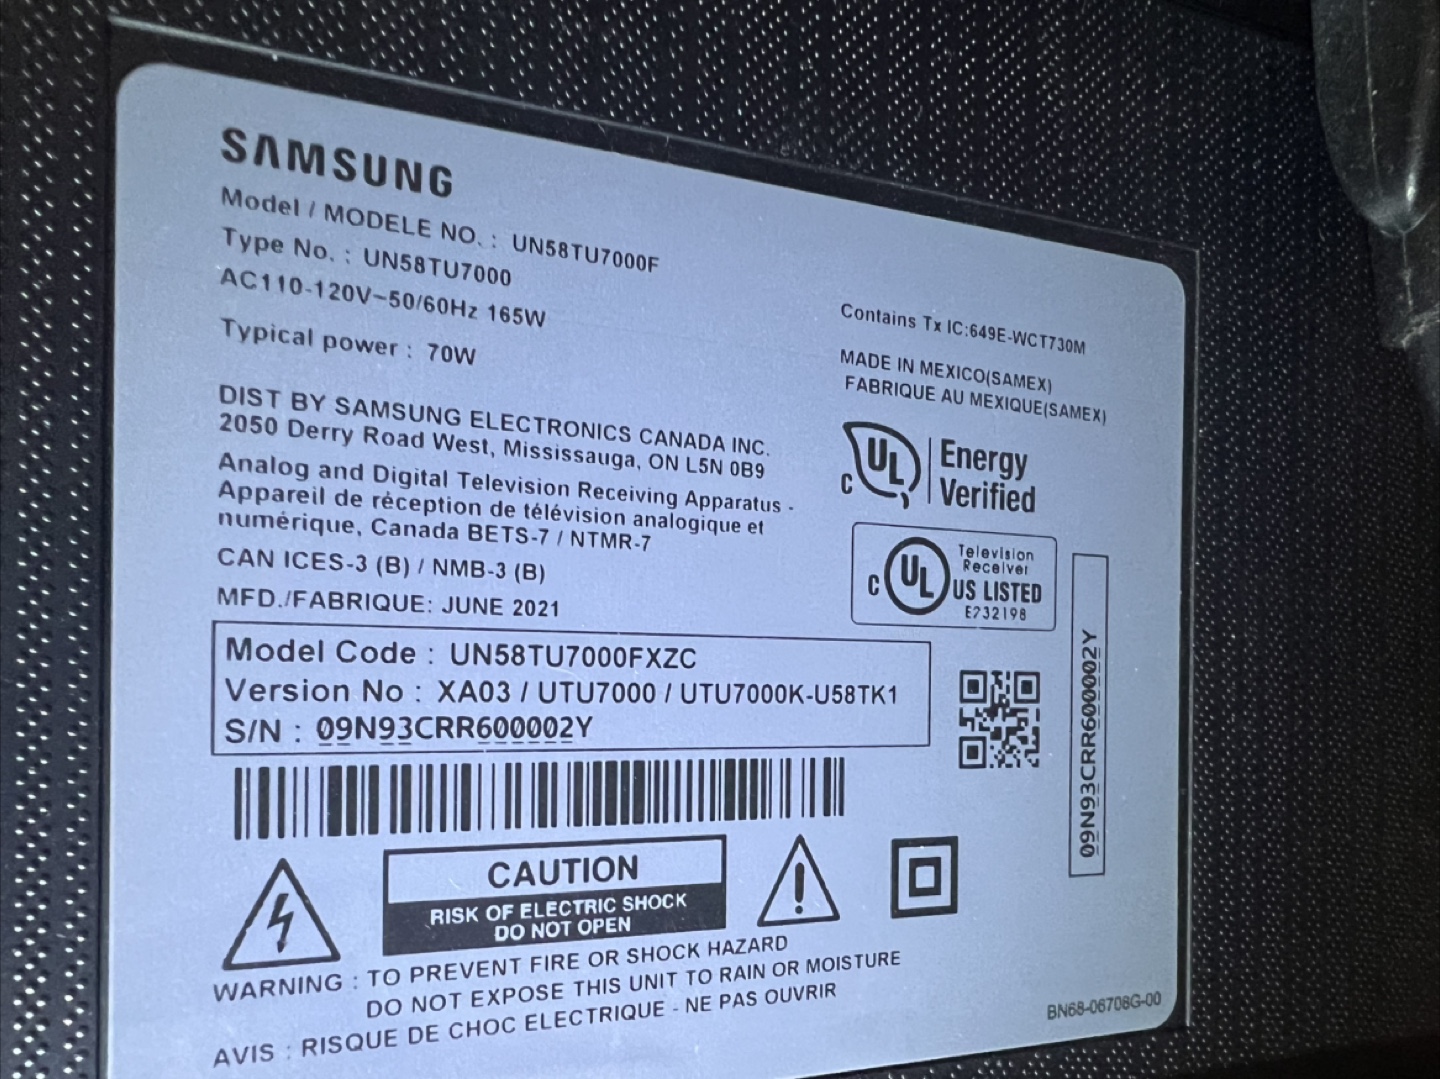 SAMSUNG
Model / MODELE NO. : UN58TU7000F
Type No. : UN58TU7000
AC110-120V~50/60Hz 165W
Typical power : 70W
DIST BY SAMSUNG ELECTRONICS CANADA INC.
2050 Derry Road West, Mississauga, ON L5N 0B9
Analog and Digital Television Receiving Apparatus -
Appareil de réception de télévision analogique et
numérique, Canada BETS-7 / NTMR-7
CAN ICES-3 (B) / NMB-3 (B)
MFD./FABRIQUE: JUNE 2021
Contains Tx IC:649E-WCT730M
MADE IN MEXICO(SAMEX)
FABRIQUE AU MEXIQUE(SAMEX)
C UL Energy
Verified
C UL Television
Receiver
US LISTED
E232198
Model Code : UN58TU7000FXZC
Version No : XA03 / UTU7000 / UTU7000K-U58TK1
S/N : 09N93CRR600002Y
09N93CRR600002Y
CAUTION
RISK OF ELECTRIC SHOCK
DO NOT OPEN
WARNING : TO PREVENT FIRE OR SHOCK HAZARD
DO NOT EXPOSE THIS UNIT TO RAIN OR MOISTURE
AVIS : RISQUE DE CHOC ELECTRIQUE - NE PAS OUVRIR
BN68-06708G-00